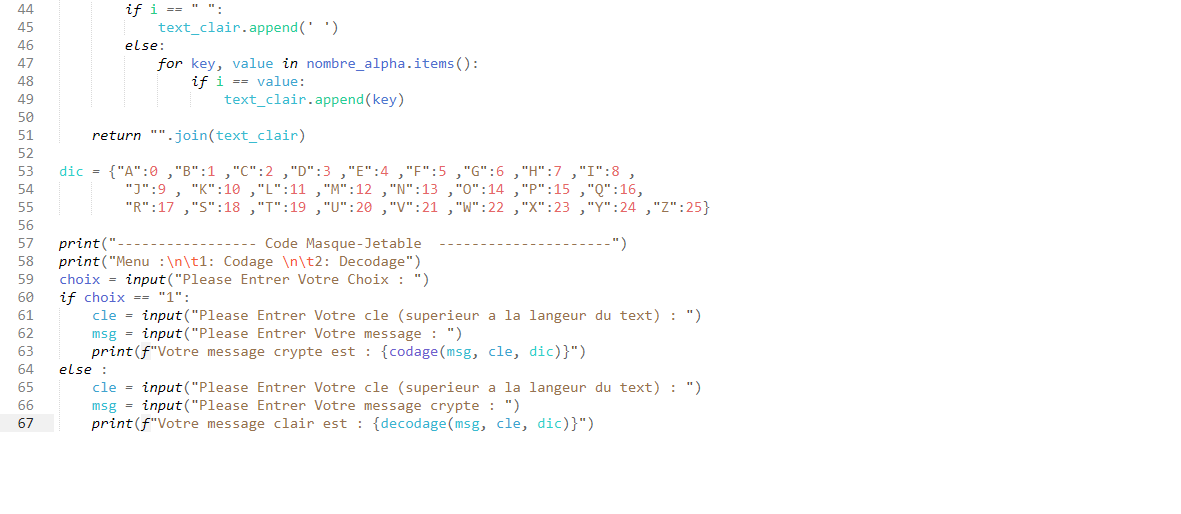 44         if i == " ":
45             text_clair.append(' ')
46         else:
47             for key, value in nombre_alpha.items():
48                 if i == value:
49                     text_clair.append(key)
50
51     return "".join(text_clair)
52
53 dic = {"A":0 ,"B":1 ,"C":2 ,"D":3 ,"E":4 ,"F":5 ,"G":6 ,"H":7 ,"I":8 ,
54         "J":9 , "K":10 ,"L":11 ,"M":12 ,"N":13 ,"O":14 ,"P":15 ,"Q":16,
55         "R":17 ,"S":18 ,"T":19 ,"U":20 ,"V":21 ,"W":22 ,"X":23 ,"Y":24 ,"Z":25}
56
57 print("----------------- Code Masque-Jetable  ---------------------")
58 print("Menu :\n\t1: Codage \n\t2: Decodage")
59 choix = input("Please Entrer Votre Choix : ")
60 if choix == "1":
61     cle = input("Please Entrer Votre cle (superieur a la langeur du text) : ")
62     msg = input("Please Entrer Votre message : ")
63     print(f"Votre message crypte est : {codage(msg, cle, dic)}")
64 else :
65     cle = input("Please Entrer Votre cle (superieur a la langeur du text) : ")
66     msg = input("Please Entrer Votre message crypte : ")
67     print(f"Votre message clair est : {decodage(msg, cle, dic)}")